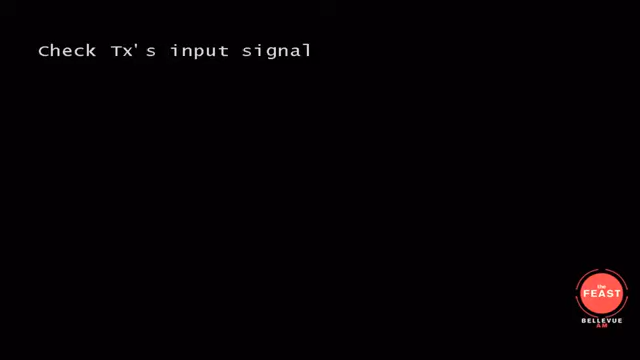 Check Tx's input signal
the
FEAST
BELLEVUE
AM